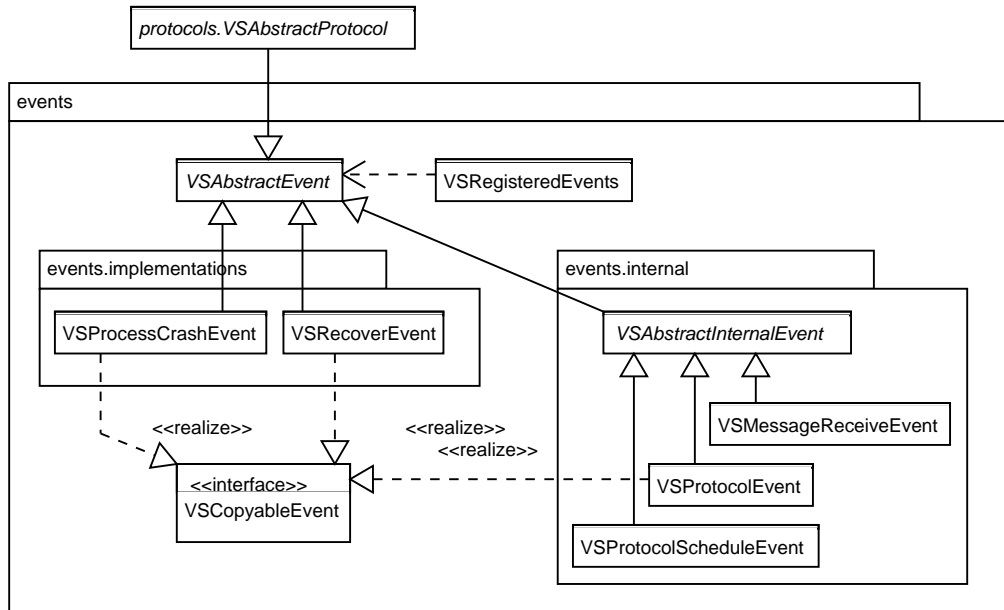 protocols.VSAbstractProtocol
events
VSAbstractEvent
VSRegisteredEvents
events.implementations
events.internal
VSProcessCrashEvent
VSRecoverEvent
VSAbstractInternalEvent
VSMessageReceiveEvent
<<realize>>
<<realize>>
<<realize>>
<<interface>>
VSCopyableEvent
VSProtocolEvent
VSProtocolScheduleEvent